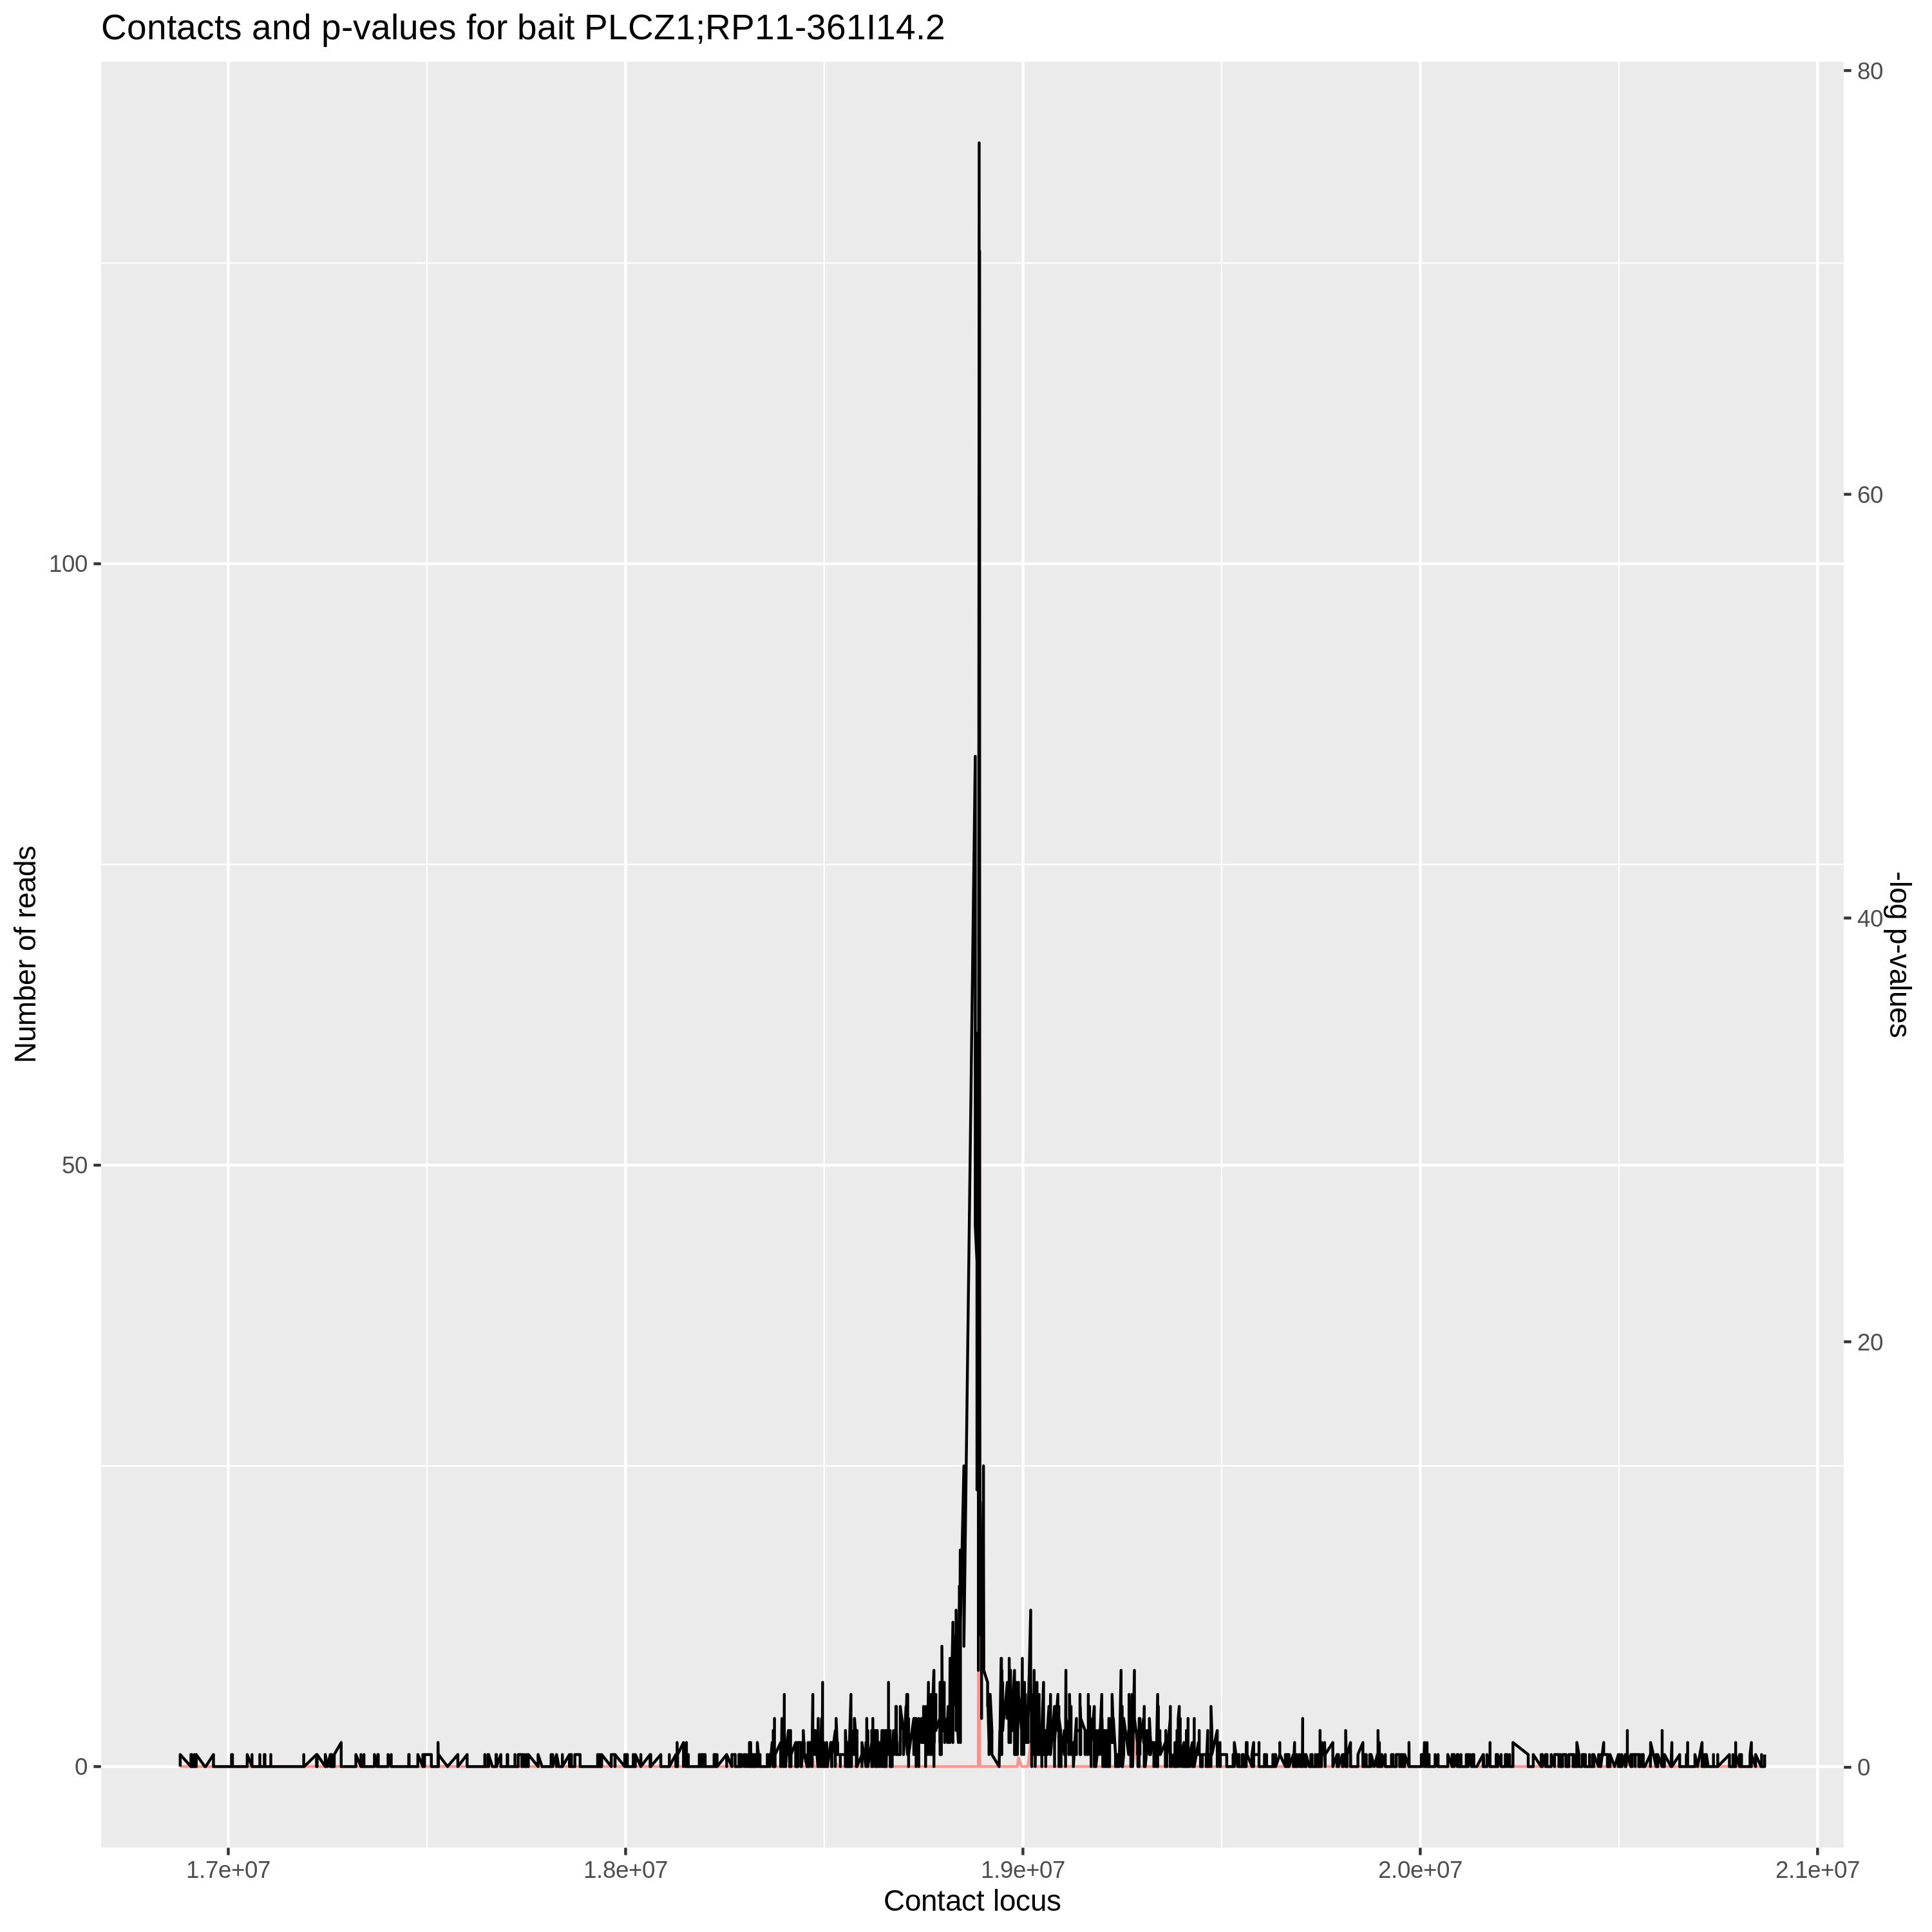 Contacts and p-values for bait PLCZ1;RP11-361I14.2
Number of reads
100
50
0
80
60
40
20
0
-log p-values
1.7e+07
1.8e+07
1.9e+07
2.0e+07
2.1e+07
Contact locus